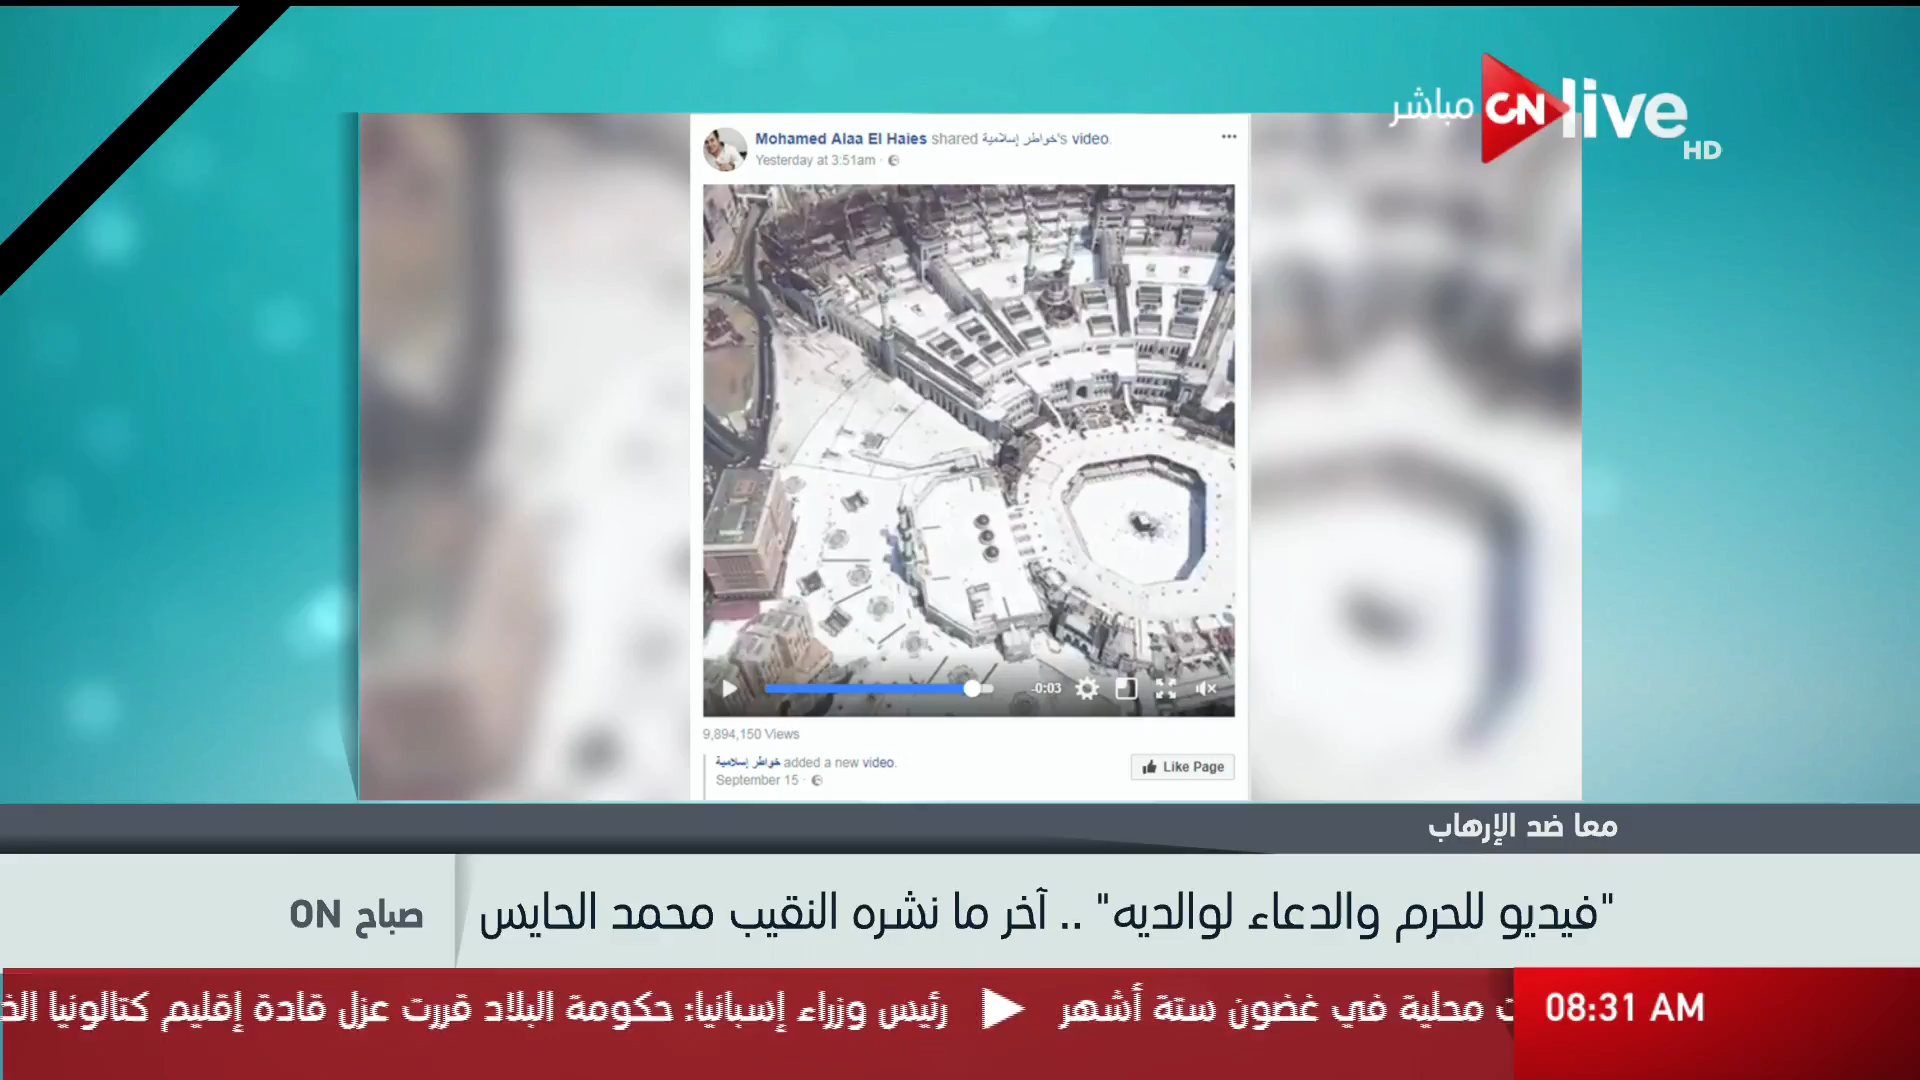 مباشر ON live HD
Mohamed Alaa El Haies shared خواطر إسلامية's video.
Yesterday at 3:51am
-0:03
9,894,150 Views
خواطر إسلامية added a new video.
September 15
Like Page
معا ضد الإرهاب
"فيديو للحرم والدعاء لوالديه" .. آخر ما نشره النقيب محمد الحايس
صباح ON
محلية في غضون ستة أشهر
رئيس وزراء إسبانيا: حكومة البلاد قررت عزل قادة إقليم كتالونيا
08:31 AM